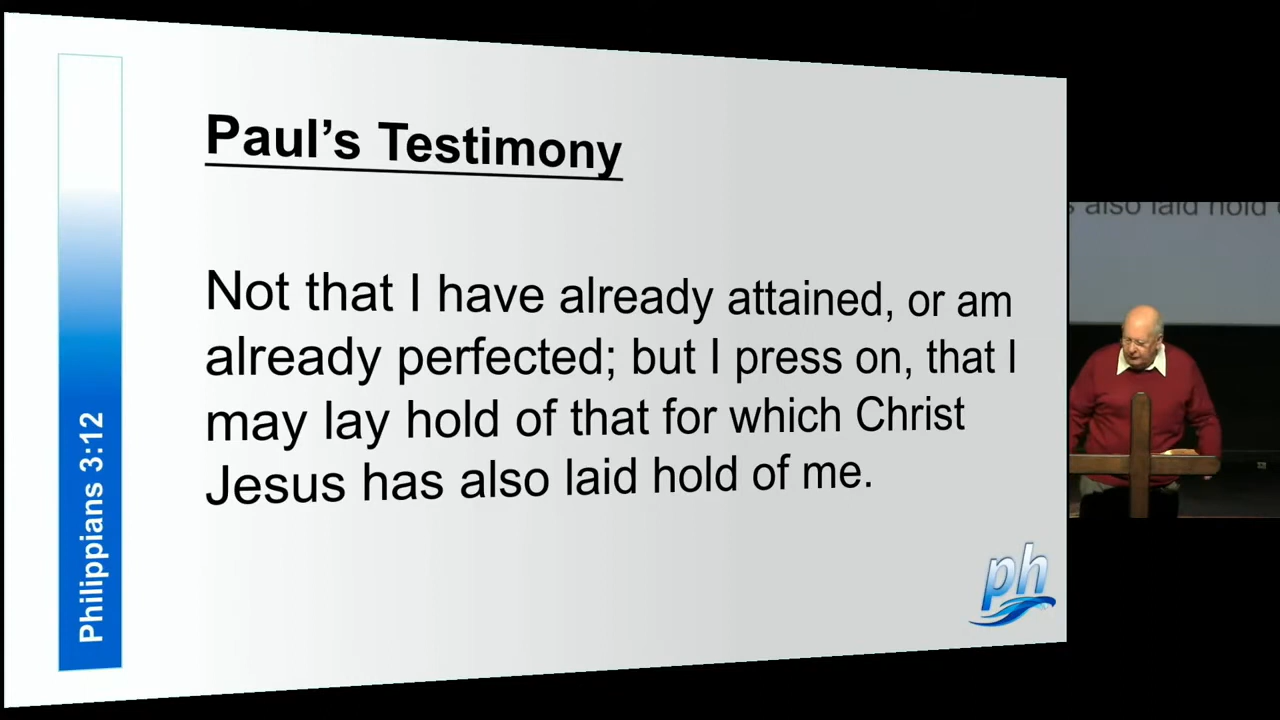 Paul’s Testimony
Not that I have already attained, or am
already perfected; but I press on, that I
may lay hold of that for which Christ
Jesus has also laid hold of me.
Philippians 3:12
ph
also laid hold